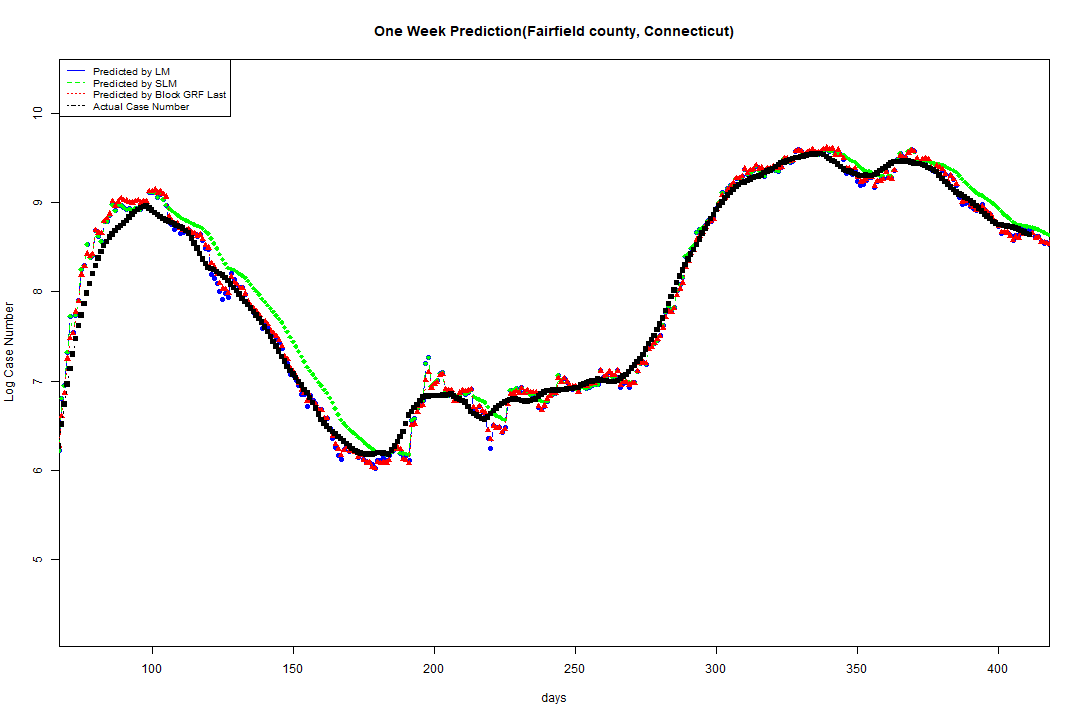 One Week Prediction(Fairfield county, Connecticut)
Predicted by LM
Predicted by SLM
Predicted by Block GRF Last
Actual Case Number
10
9
8
7
6
5
Log Case Number
100 150 200 250 300 350 400
days